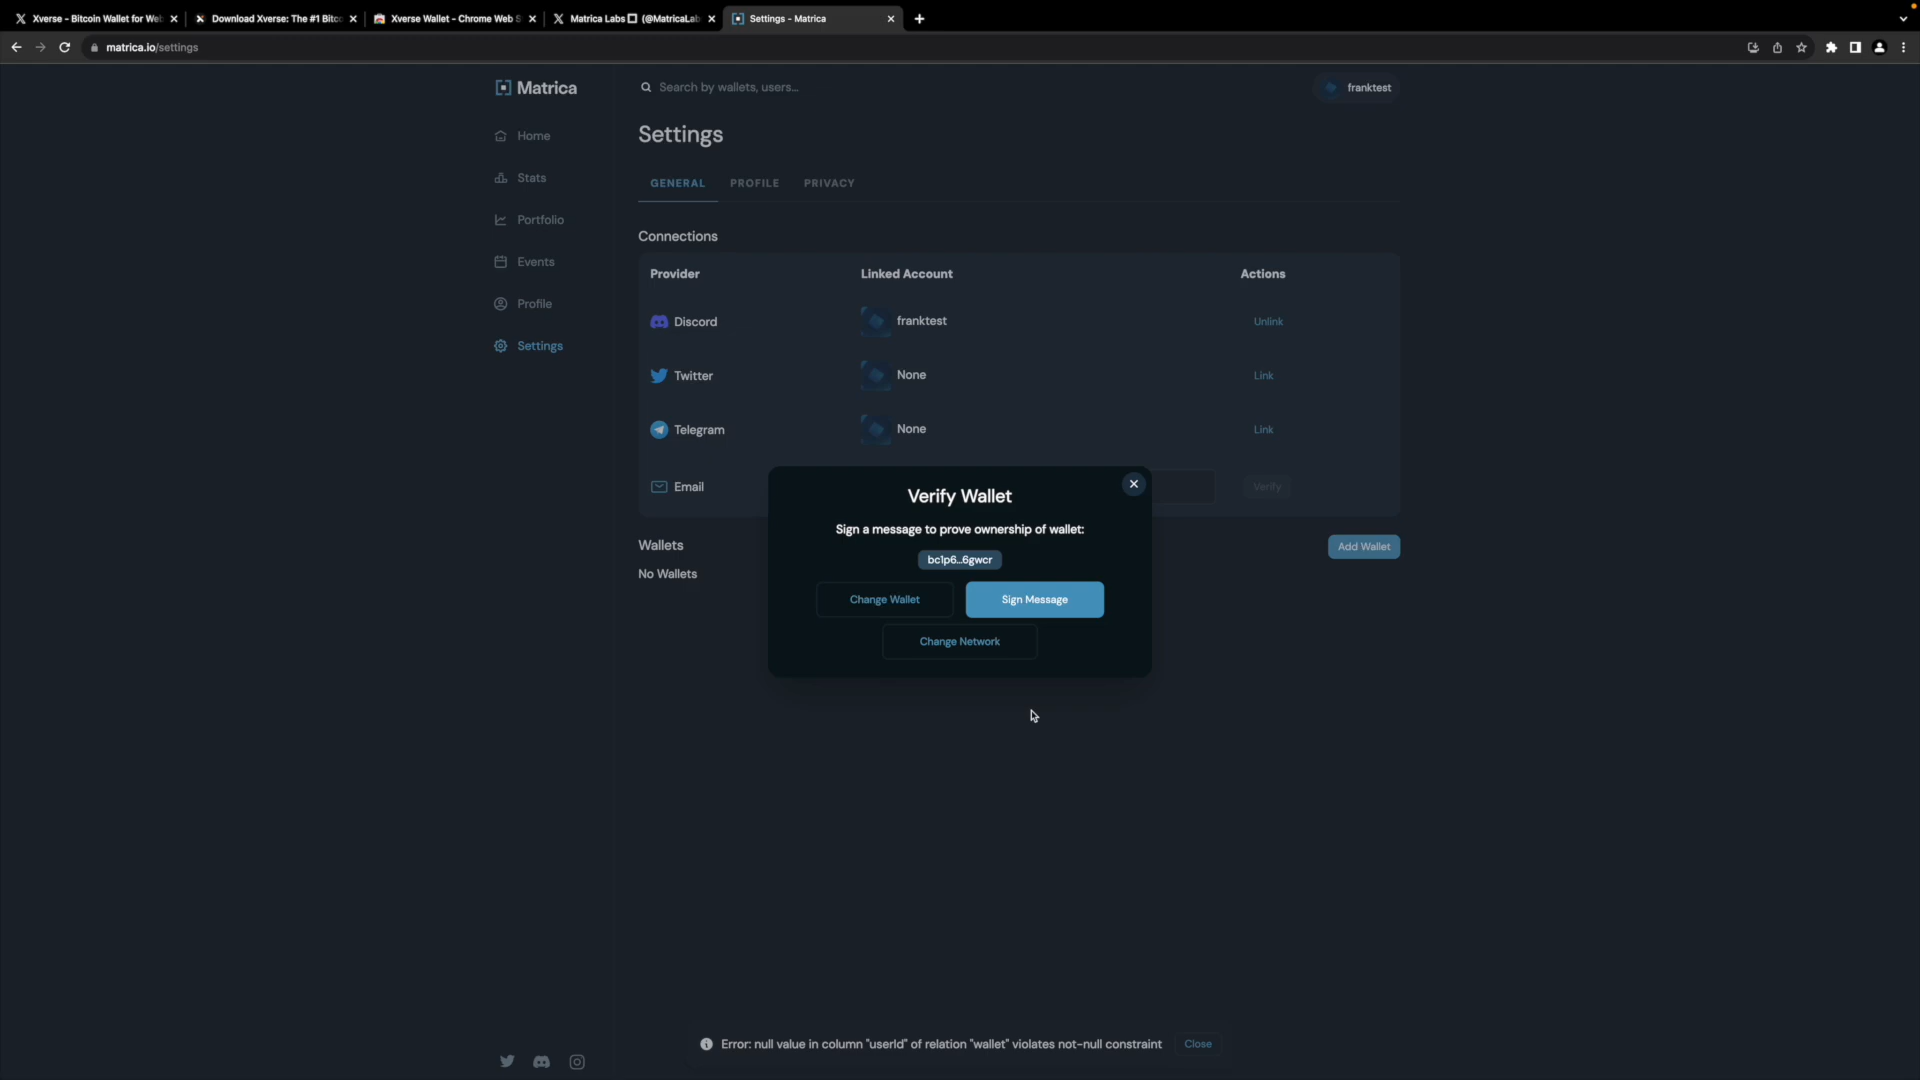 Xverse - Bitcoin Wallet for Web
Download Xverse: The #1 Bitco
Xverse Wallet - Chrome Web S
Matrica Labs (@MatricaLab
Settings - Matrica
matrica.io/settings
Matrica
Search by wallets, users...
franktest
Home
Stats
Portfolio
Events
Profile
Settings
Settings
GENERAL
PROFILE
PRIVACY
Connections
Provider
Linked Account
Actions
Discord
franktest
Unlink
Twitter
None
Link
Telegram
None
Link
Email
Verify
Wallets
Add Wallet
No Wallets
Verify Wallet
Sign a message to prove ownership of wallet:
bc1p6...6gwcr
Change Wallet
Sign Message
Change Network
Error: null value in column "userId" of relation "wallet" violates not-null constraint
Close